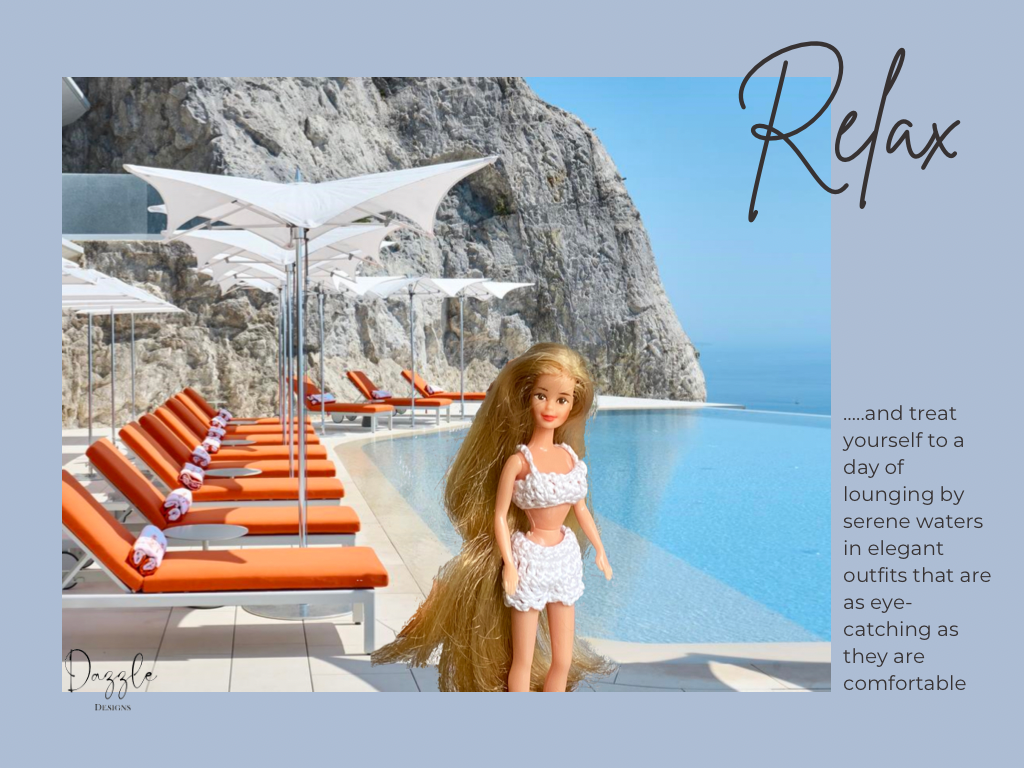 Relax
.....and treat
yourself to a
day of
lounging by
serene waters
in elegant
outfits that are
as eye-
catching as
they are
comfortable
Dazzle
DESIGNS